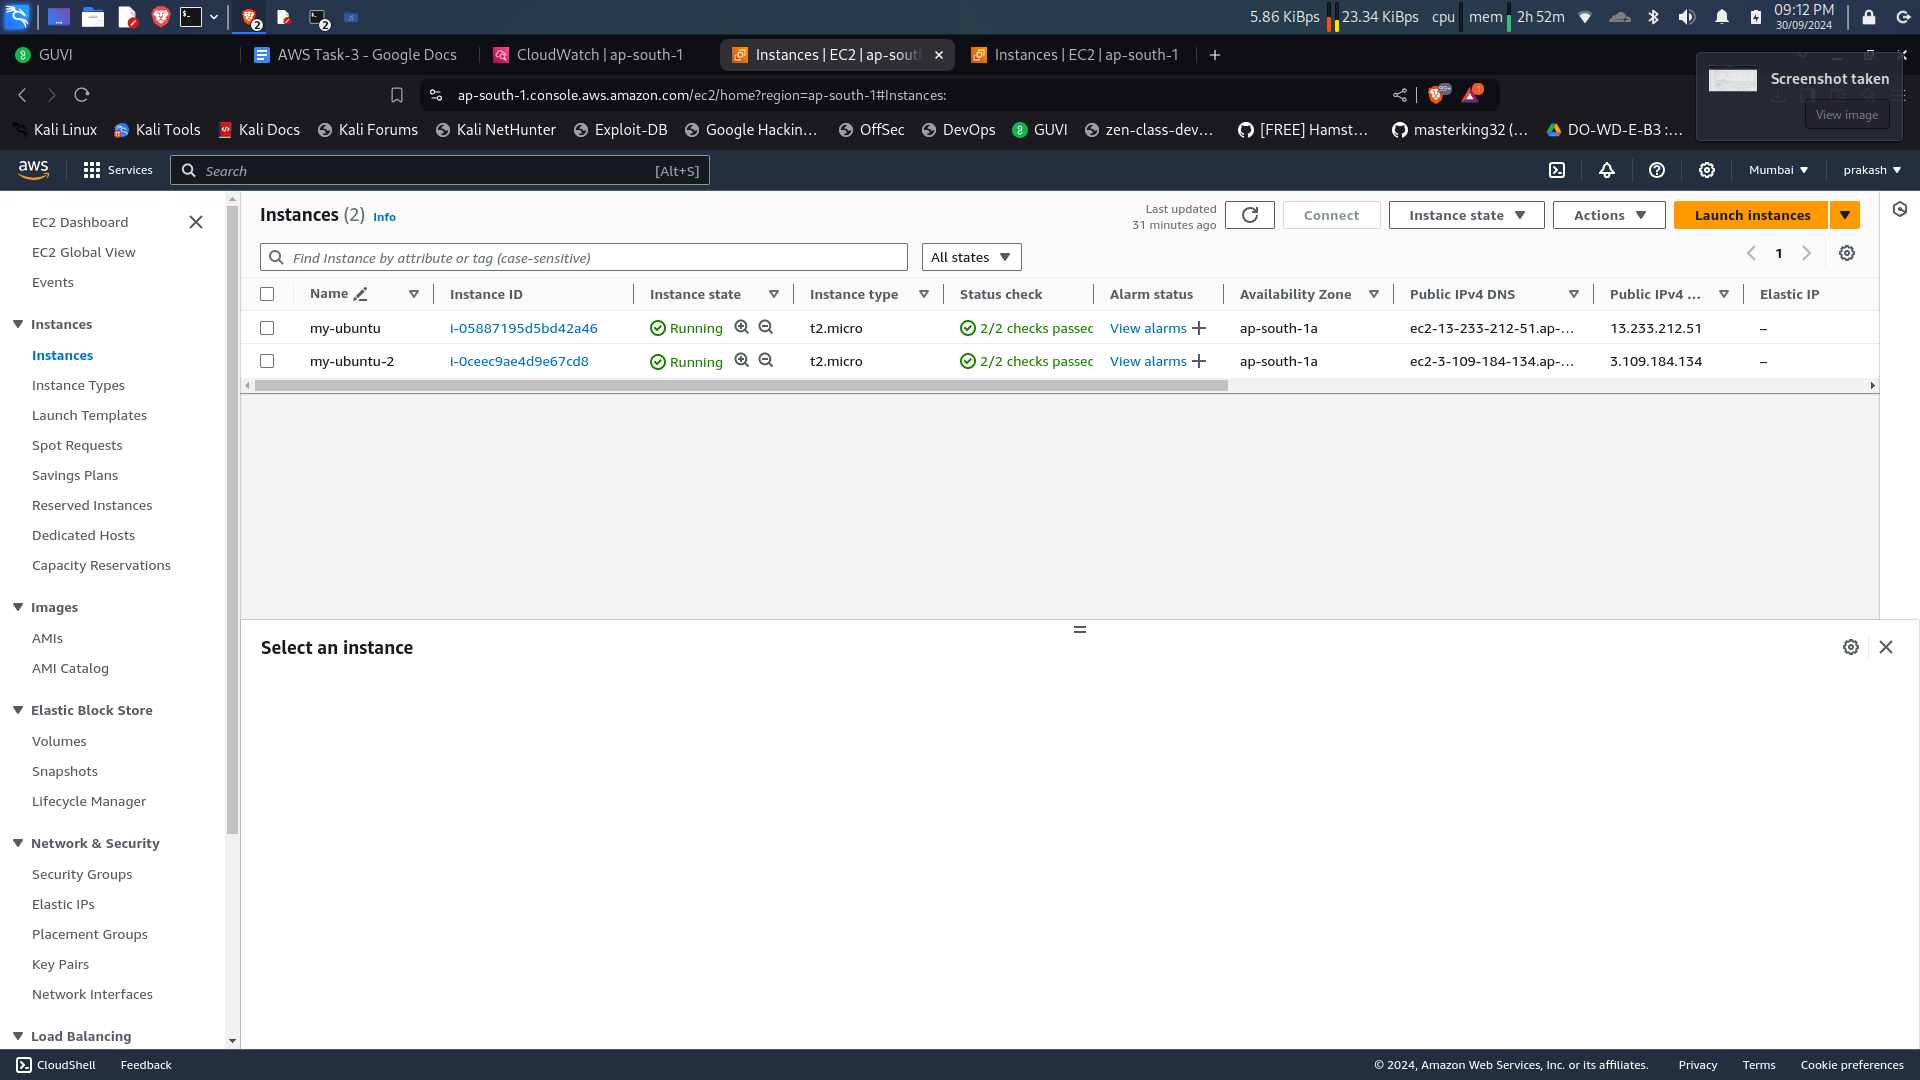 5.86 KiBps 23.34 KiBps cpu mem 2h 52m 09:12 PM
30/09/2024
2
2
GUVI
AWS Task-3 - Google Docs
CloudWatch | ap-south-1
Instances | EC2 | ap-sout
Instances | EC2 | ap-south-1
Screenshot taken
View image
ap-south-1.console.aws.amazon.com/ec2/home?region=ap-south-1#Instances:
99+
1
Kali Linux Kali Tools Kali Docs Kali Forums Kali NetHunter Exploit-DB Google Hackin... OffSec DevOps GUVI zen-class-dev... [FREE] Hamst... masterking32 (... DO-WD-E-B3 :...
aws Services Search [Alt+S] Mumbai prakash
EC2 Dashboard
EC2 Global View
Events
Instances
Instances
Instance Types
Launch Templates
Spot Requests
Savings Plans
Reserved Instances
Dedicated Hosts
Capacity Reservations
Images
AMIs
AMI Catalog
Elastic Block Store
Volumes
Snapshots
Lifecycle Manager
Network & Security
Security Groups
Elastic IPs
Placement Groups
Key Pairs
Network Interfaces
Load Balancing
Instances (2) Info
Last updated
31 minutes ago
Connect Instance state Actions Launch instances
Find Instance by attribute or tag (case-sensitive)
All states
1
Name Instance ID Instance state Instance type Status check Alarm status Availability Zone Public IPv4 DNS Public IPv4 ... Elastic IP
my-ubuntu i-05887195d5bd42a46 Running t2.micro 2/2 checks passec View alarms ap-south-1a ec2-13-233-212-51.ap-... 13.233.212.51 –
my-ubuntu-2 i-0ceec9ae4d9e67cd8 Running t2.micro 2/2 checks passec View alarms ap-south-1a ec2-3-109-184-134.ap-... 3.109.184.134 –
Select an instance
CloudShell Feedback © 2024, Amazon Web Services, Inc. or its affiliates. Privacy Terms Cookie preferences